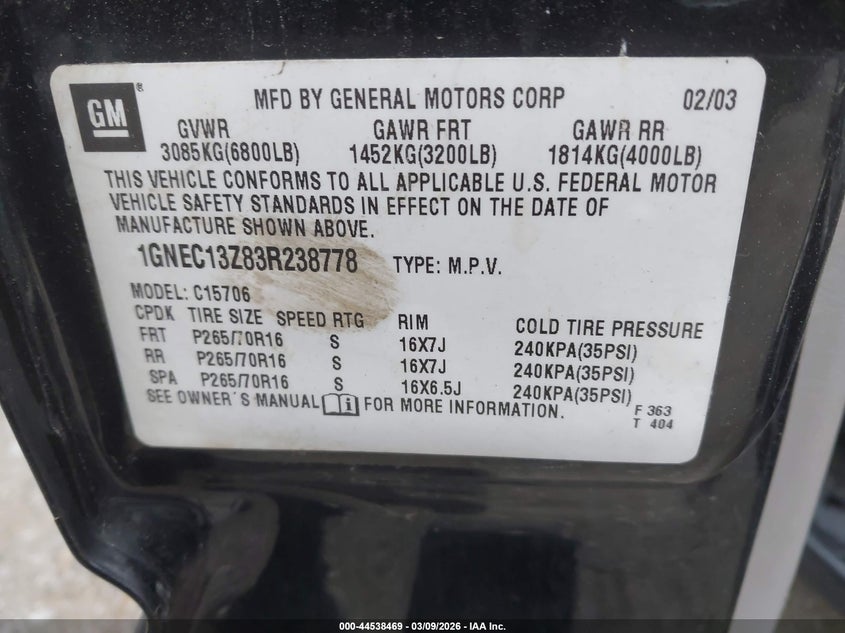 GM®
MFD BY GENERAL MOTORS CORP 02/03
GVWR GAWR FRT GAWR RR
3085KG(6800LB) 1452KG(3200LB) 1814KG(4000LB)
THIS VEHICLE CONFORMS TO ALL APPLICABLE U.S. FEDERAL MOTOR
VEHICLE SAFETY STANDARDS IN EFFECT ON THE DATE OF
MANUFACTURE SHOWN ABOVE.
1GNEC13Z83R238778 TYPE: M.P.V.
MODEL: C15706
CPDK TIRE SIZE SPEED RTG RIM COLD TIRE PRESSURE
FRT P265/70R16 S 16X7J 240KPA(35PSI)
RR P265/70R16 S 16X7J 240KPA(35PSI)
SPA P265/70R16 S 16X6.5J 240KPA(35PSI)
SEE OWNER'S MANUAL FOR MORE INFORMATION.
F 363
T 404
000-44538469 | 03/09/2026 - IAA Inc.